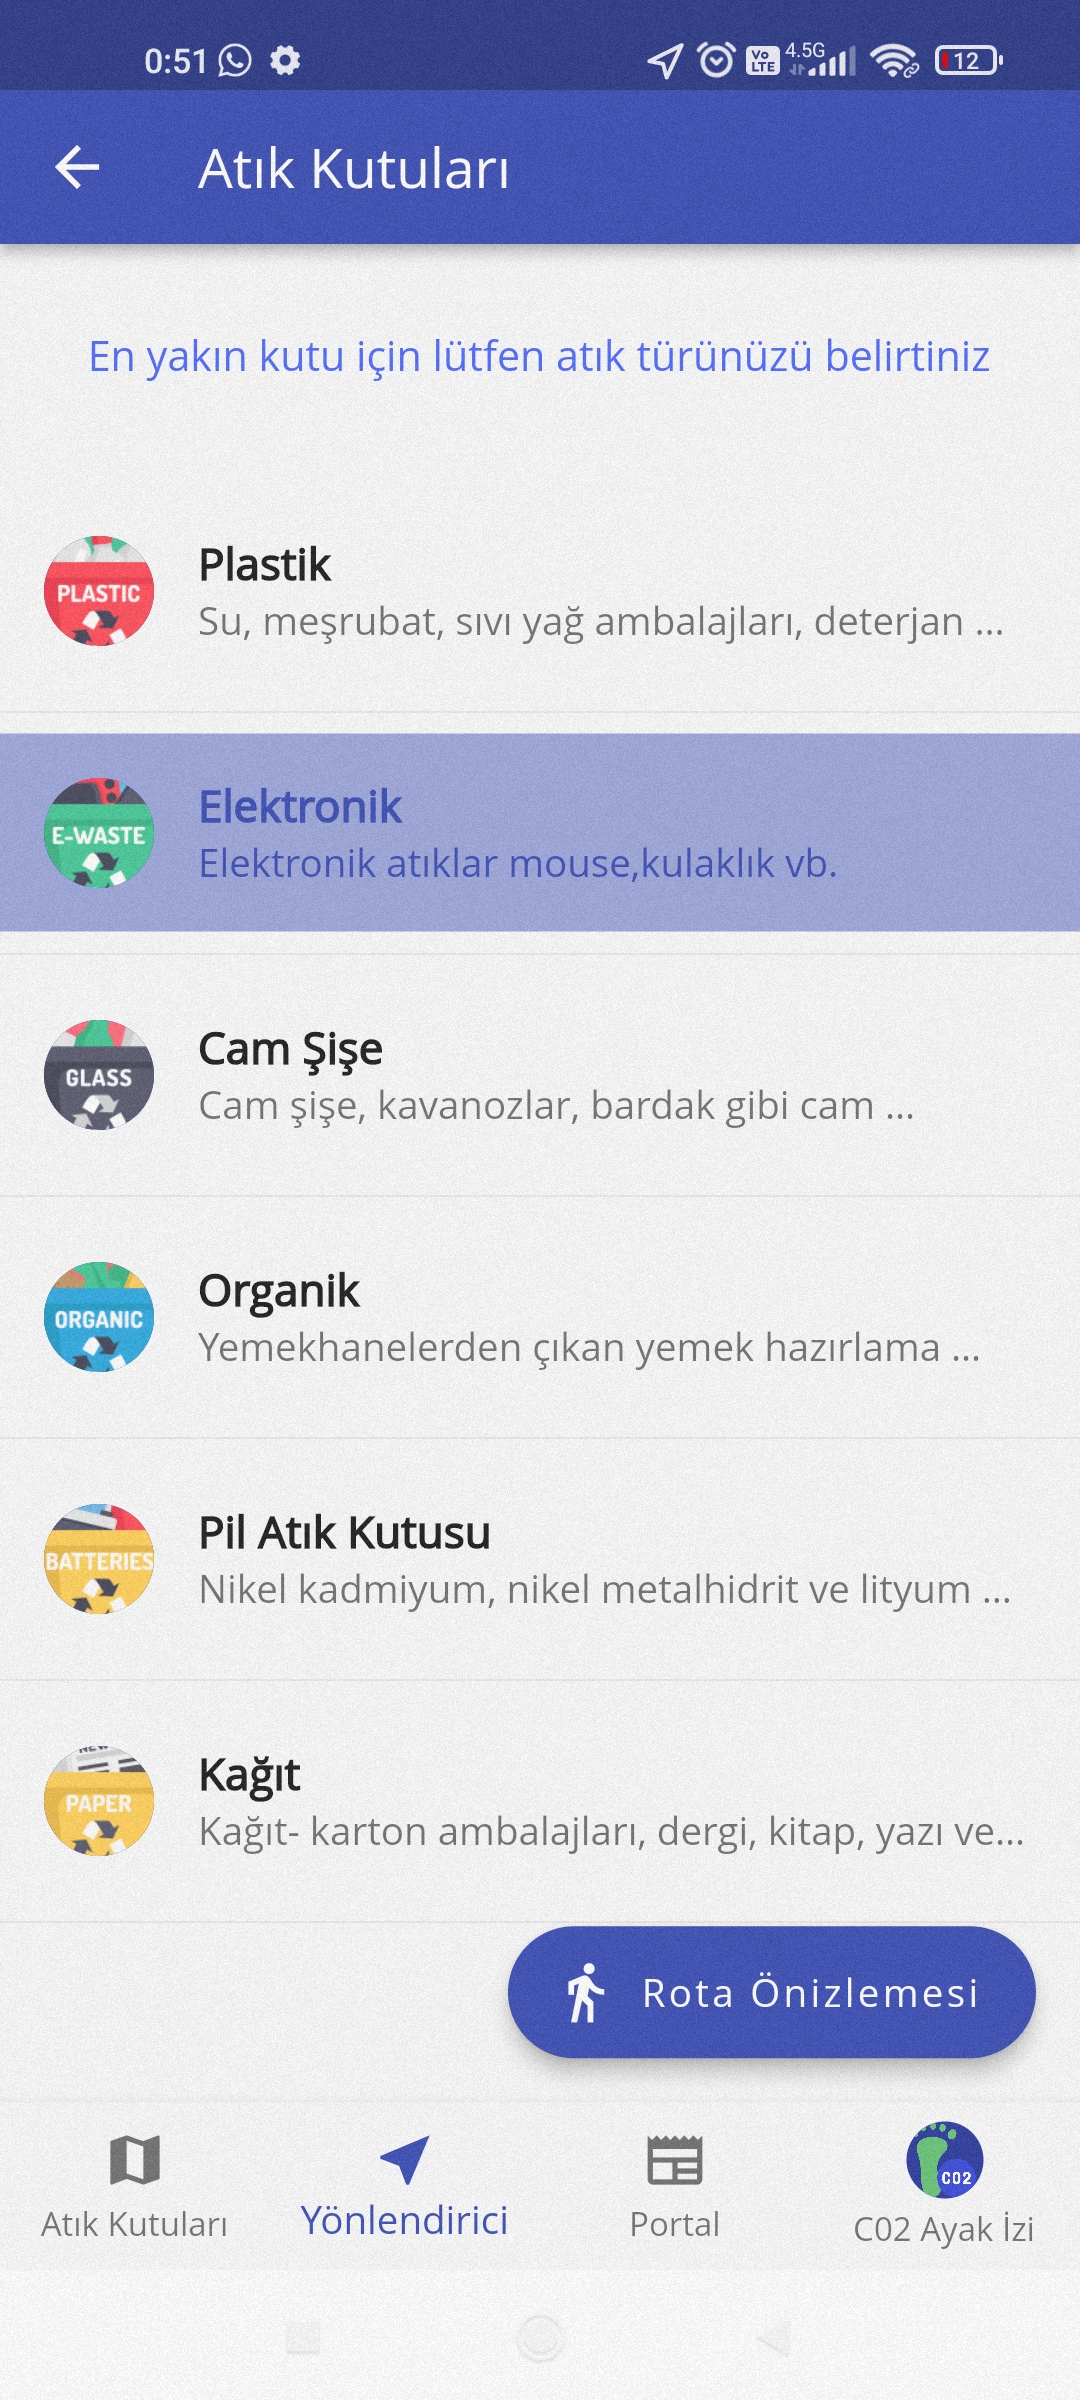 0:51
4.5G
Vo
LTE
12
Atık Kutuları
En yakın kutu için lütfen atık türünüzü belirtiniz
PLASTIC
Plastik
Su, meşrubat, sıvı yağ ambalajları, deterjan ...
E-WASTE
Elektronik
Elektronik atıklar mouse,kulaklık vb.
GLASS
Cam Şişe
Cam şişe, kavanozlar, bardak gibi cam ...
ORGANIC
Organik
Yemekhanelerden çıkan yemek hazırlama ...
BATTERIES
Pil Atık Kutusu
Nikel kadmiyum, nikel metalhidrit ve lityum ...
NEW
PAPER
Kağıt
Kağıt- karton ambalajları, dergi, kitap, yazı ve...
Rota Önizlemesi
C02
Atık Kutuları
Yönlendirici
Portal
C02 Ayak İzi